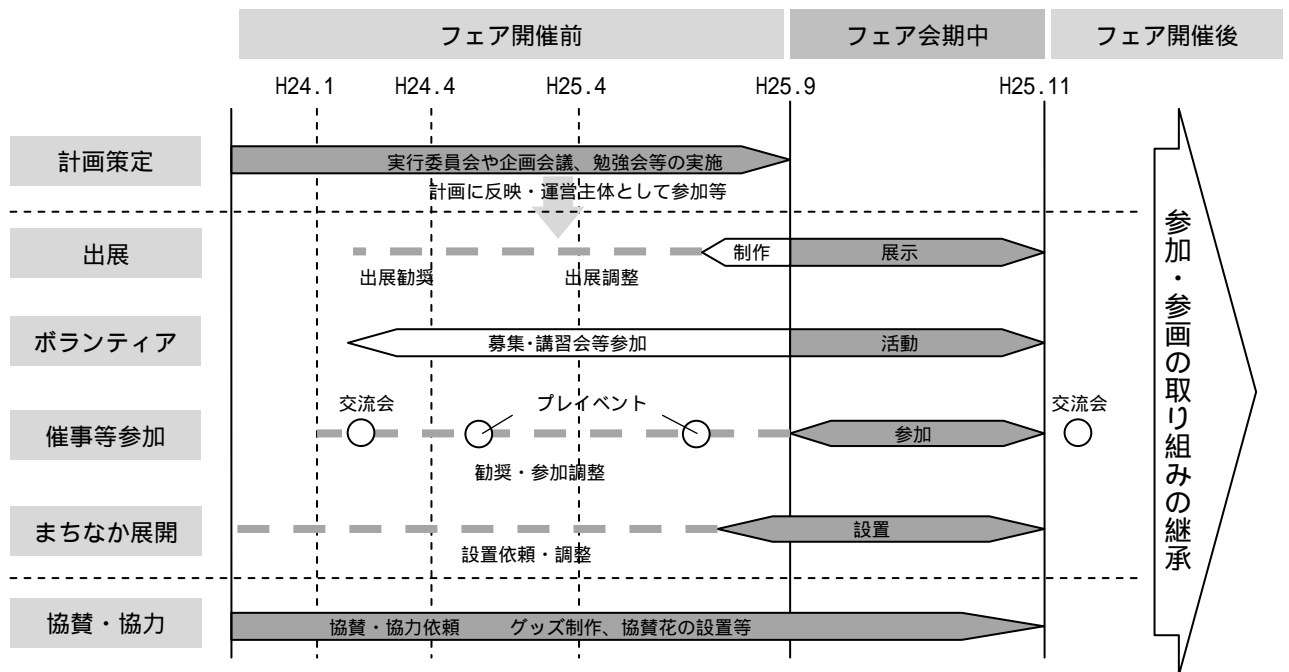 フェア開催前
フェア会期中
フェア開催後
H24.1
H24.4
H25.4
H25.9
H25.11
計画策定
実行委員会や企画会議、勉強会等の実施
計画に反映・運営主体として参加等
出展
制作
展示
出展勧奨
出展調整
ボランティア
募集・講習会等参加
活動
催事等参加
交流会
プレイベント
参加
交流会
勧奨・参加調整
まちなか展開
設置
設置依頼・調整
協賛・協力
協賛・協力依頼
グッズ制作、協賛花の設置等
参加・参画の取り組みの継承